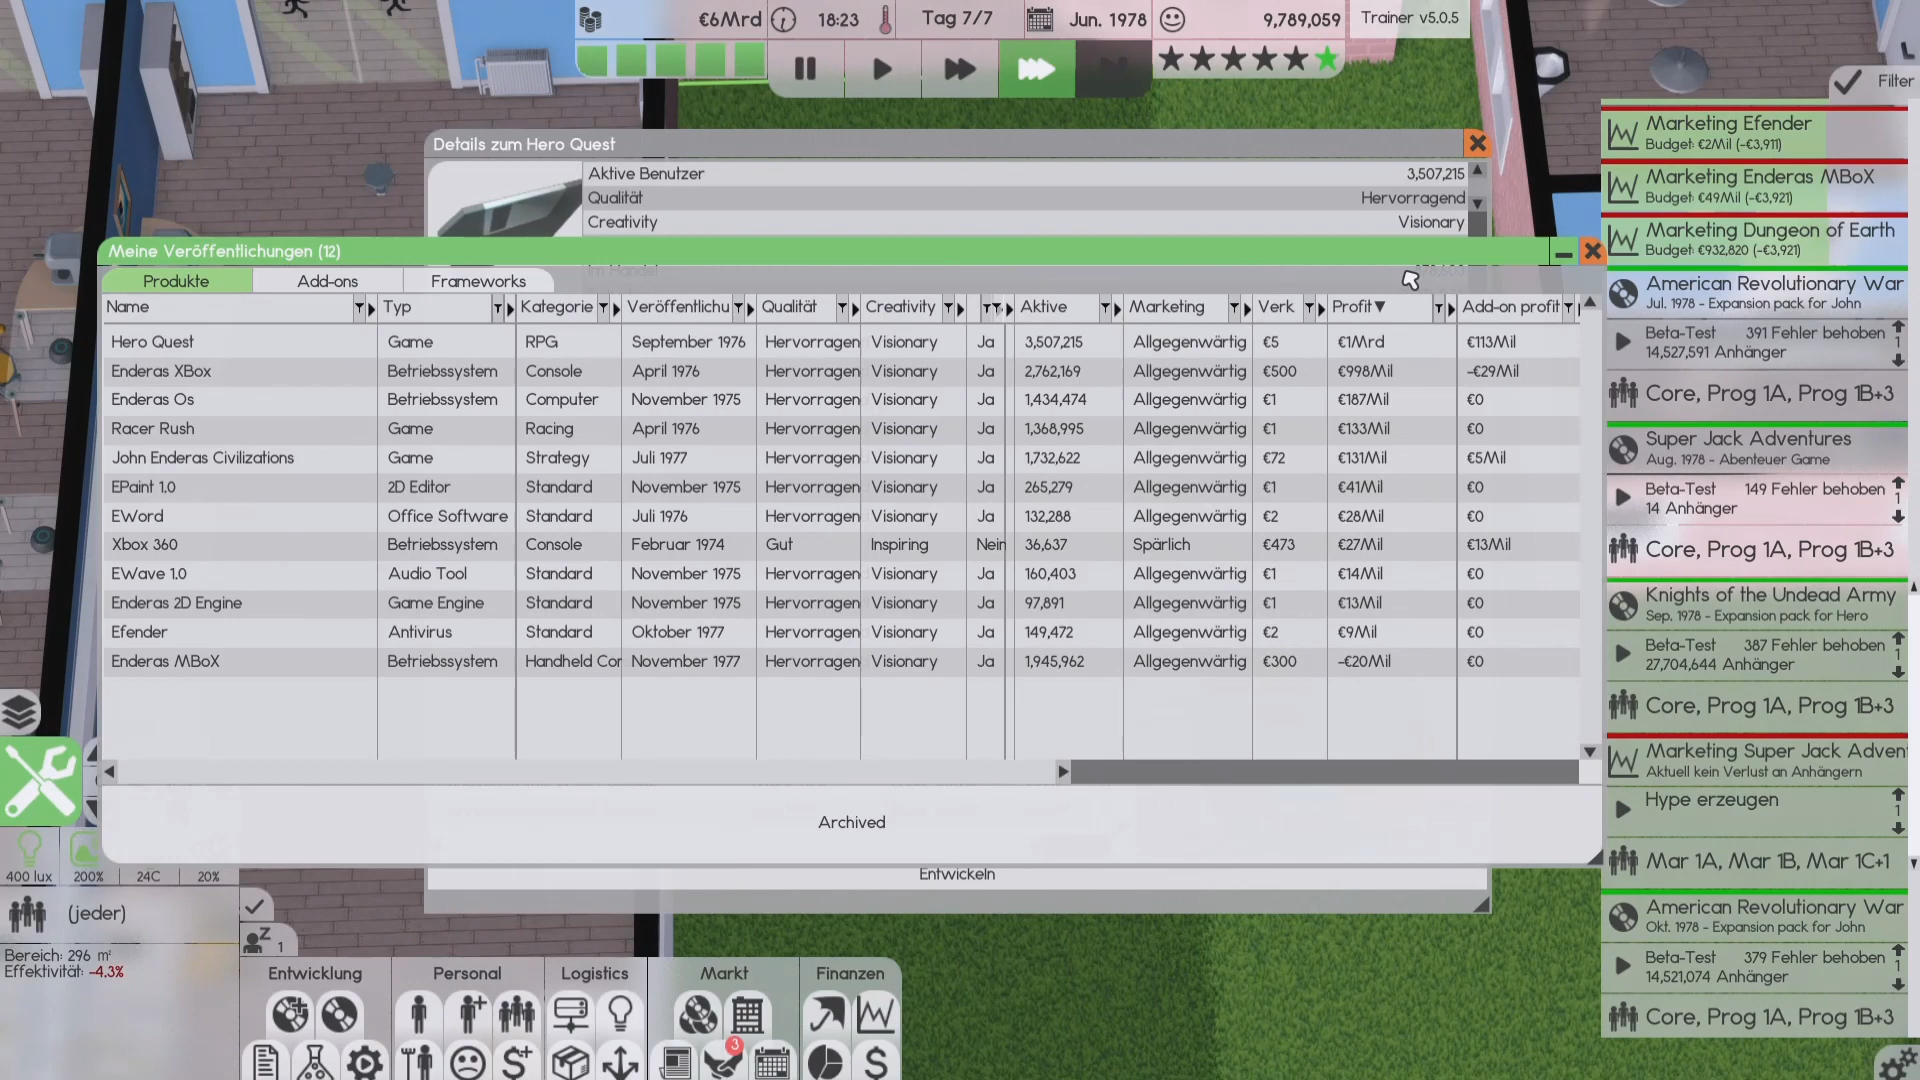 €6Mrd
18:23
Tag 7/7
Jun. 1978
9,789,059
Trainer v5.0.5
Filter
Details zum Hero Quest
Aktive Benutzer 3,507,215
Qualität Hervorragend
Creativity Visionary
Meine Veröffentlichungen (12)
Produkte Add-ons Frameworks
Name Typ Kategorie Veröffentlichu Qualität Creativity Aktive Marketing Verk Profit▼ Add-on profit
Hero Quest Game RPG September 1976 Hervorragen Visionary Ja 3,507,215 Allgegenwärtig €5 €1Mrd €113Mil
Enderas XBox Betriebssystem Console April 1976 Hervorragen Visionary Ja 2,762,169 Allgegenwärtig €500 €998Mil -€29Mil
Enderas Os Betriebssystem Computer November 1975 Hervorragen Visionary Ja 1,434,474 Allgegenwärtig €1 €187Mil €0
Racer Rush Game Racing April 1976 Hervorragen Visionary Ja 1,368,995 Allgegenwärtig €1 €133Mil €0
John Enderas Civilizations Game Strategy Juli 1977 Hervorragen Visionary Ja 1,732,622 Allgegenwärtig €72 €131Mil €5Mil
EPaint 1.0 2D Editor Standard November 1975 Hervorragen Visionary Ja 265,279 Allgegenwärtig €1 €41Mil €0
EWord Office Software Standard Juli 1976 Hervorragen Visionary Ja 132,288 Allgegenwärtig €2 €28Mil €0
Xbox 360 Betriebssystem Console Februar 1974 Gut Inspiring Nein 36,637 Spärlich €473 €27Mil €13Mil
EWave 1.0 Audio Tool Standard November 1975 Hervorragen Visionary Ja 160,403 Allgegenwärtig €1 €14Mil €0
Enderas 2D Engine Game Engine Standard November 1975 Hervorragen Visionary Ja 97,891 Allgegenwärtig €1 €13Mil €0
Efender Antivirus Standard Oktober 1977 Hervorragen Visionary Ja 149,472 Allgegenwärtig €2 €9Mil €0
Enderas MBoX Betriebssystem Handheld Cor November 1977 Hervorragen Visionary Ja 1,945,962 Allgegenwärtig €300 -€20Mil €0
Archived
Entwickeln
Marketing Efender
Budget: €2Mil (-€3,911)
Marketing Enderas MBoX
Budget: €49Mil (-€3,921)
Marketing Dungeon of Earth
Budget: €932,820 (-€3,921)
American Revolutionary War
Jul. 1978 - Expansion pack for John
Beta-Test 391 Fehler behoben
1
14,527,591 Anhänger
Core, Prog 1A, Prog 1B+3
Super Jack Adventures
Aug. 1978 - Abenteuer Game
Beta-Test 149 Fehler behoben
1
14 Anhänger
Core, Prog 1A, Prog 1B+3
Knights of the Undead Army
Sep. 1978 - Expansion pack for Hero
Beta-Test 387 Fehler behoben
1
27,704,644 Anhänger
Core, Prog 1A, Prog 1B+3
Marketing Super Jack Adven
Aktuell kein Verlust an Anhängern
Hype erzeugen
1
Mar 1A, Mar 1B, Mar 1C+1
American Revolutionary War
Okt. 1978 - Expansion pack for John
Beta-Test 379 Fehler behoben
1
14,521,074 Anhänger
Core, Prog 1A, Prog 1B+3
400 lux 200% 24C 20%
(jeder)
Bereich: 296 m²
Effektivität: -4.3%
Z 1
Entwicklung Personal Logistics Markt Finanzen
3